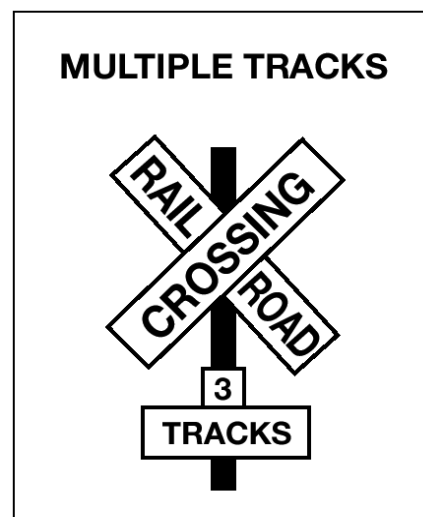 MULTIPLE TRACKS
RAIL ROAD
CROSSING
3
TRACKS